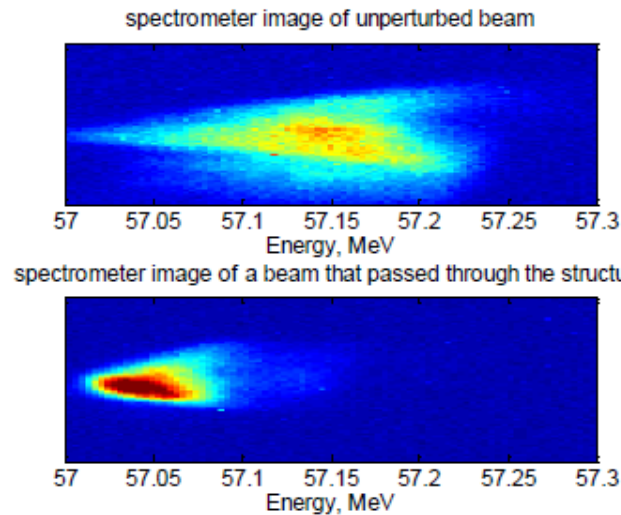 spectrometer image of unperturbed beam
57 57.05 57.1 57.15 57.2 57.25 57.3
Energy, MeV
spectrometer image of a beam that passed through the structu
57 57.05 57.1 57.15 57.2 57.25 57.3
Energy, MeV